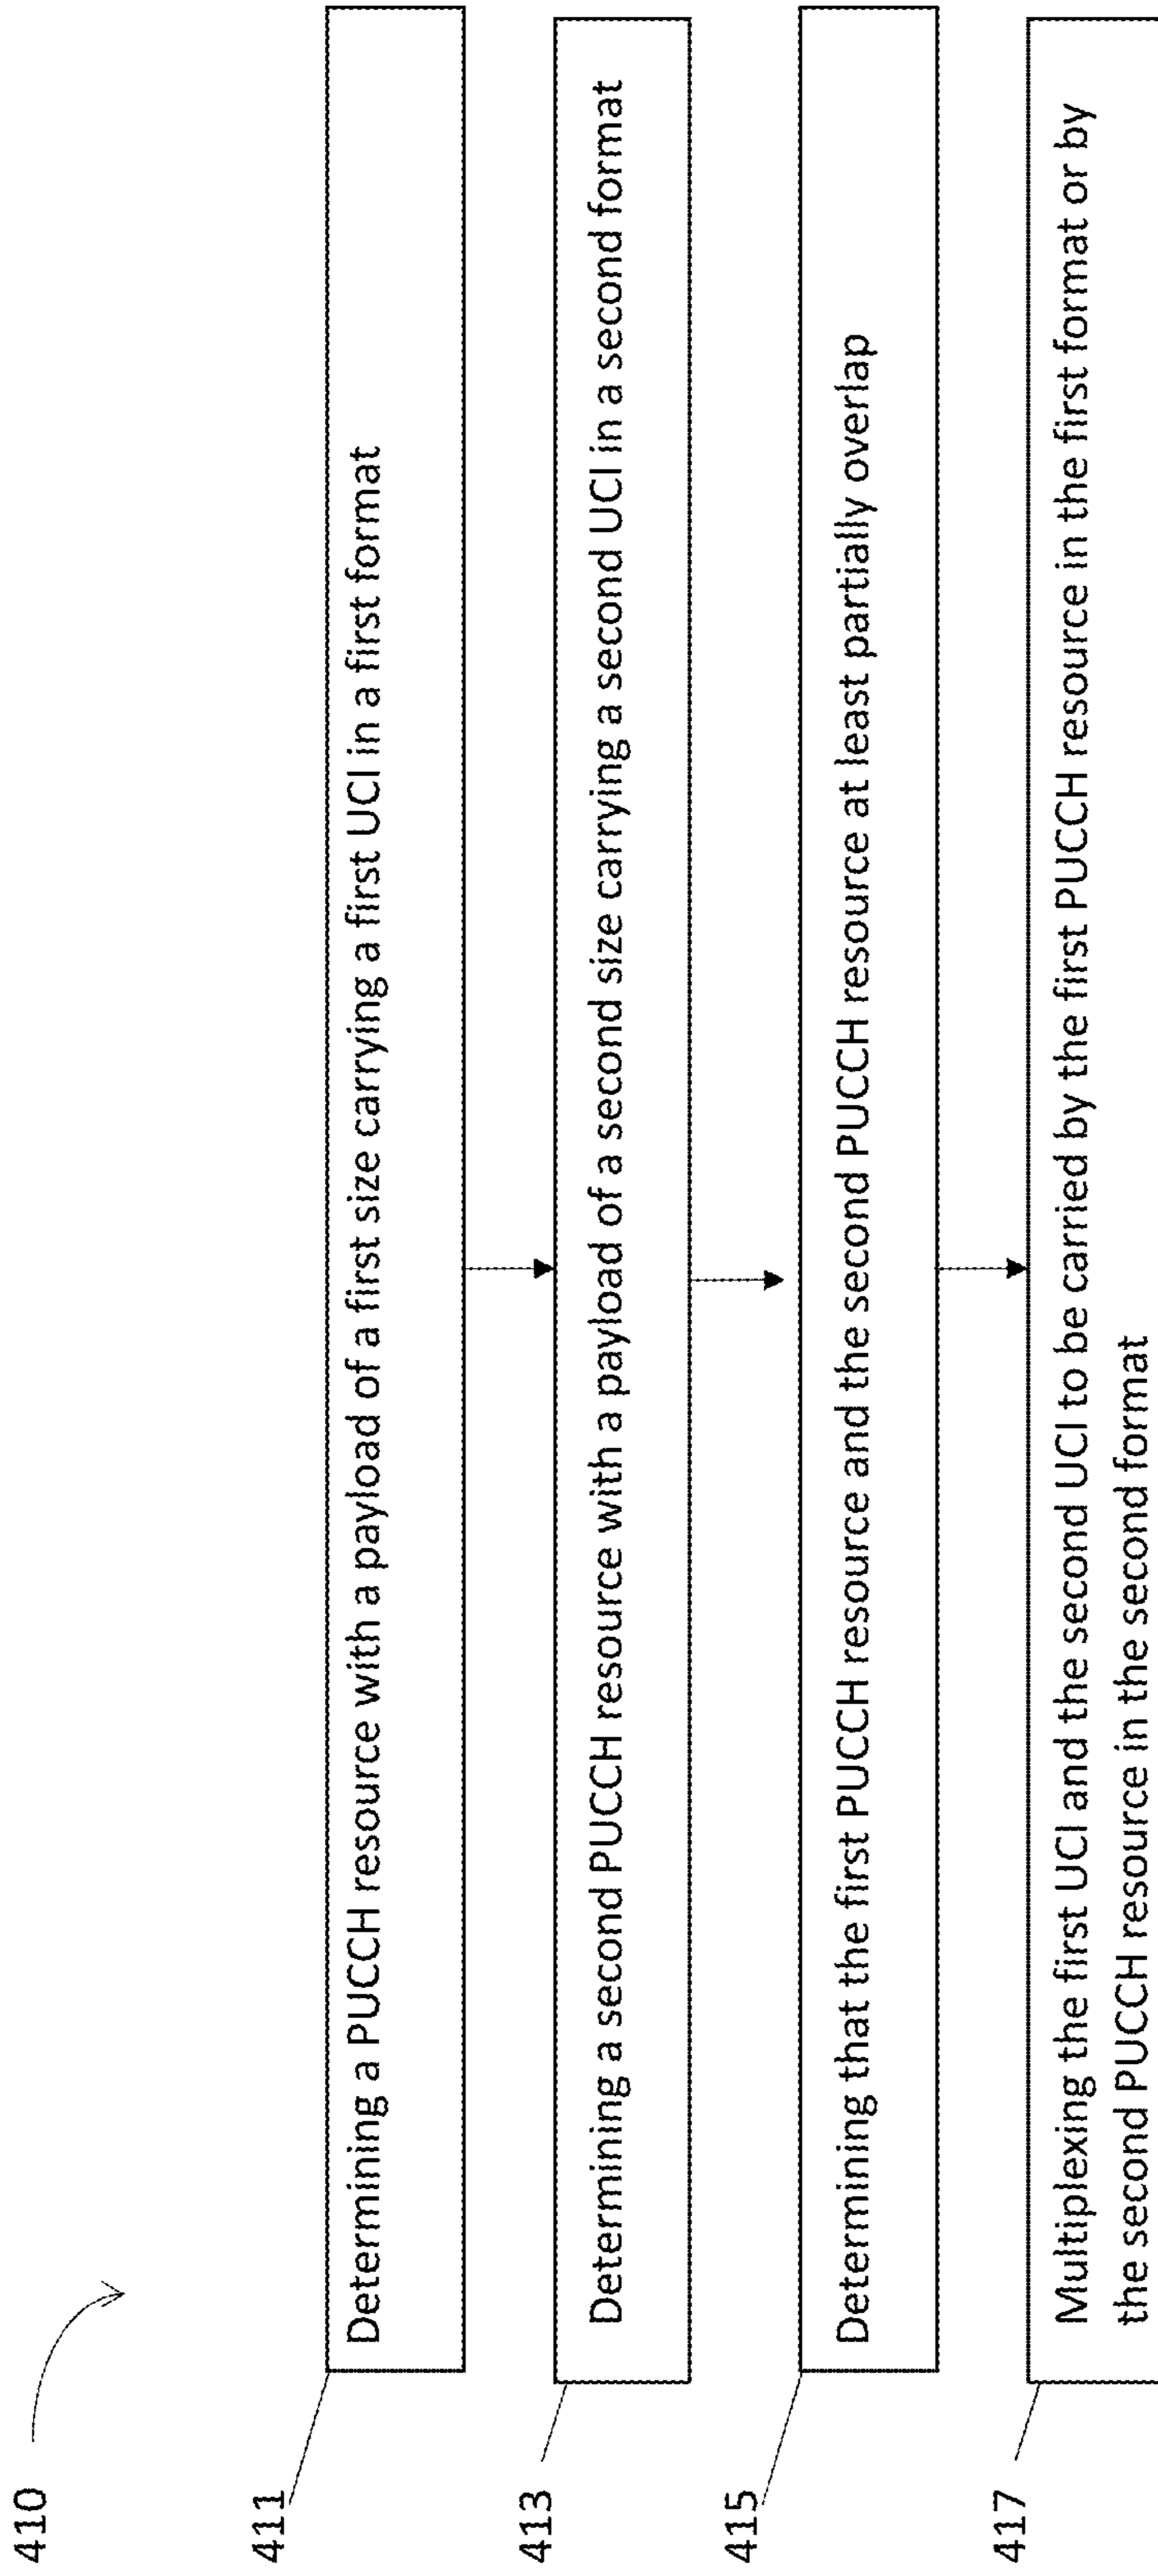 410
411
Determining a PUCCH resource with a payload of a first size carrying a first UCI in a first format
413
Determining a second PUCCH resource with a payload of a second size carrying a second UCI in a second format
415
Determining that the first PUCCH resource and the second PUCCH resource at least partially overlap
417
Multiplexing the first UCI and the second UCI to be carried by the first PUCCH resource in the first format or by
the second PUCCH resource in the second format